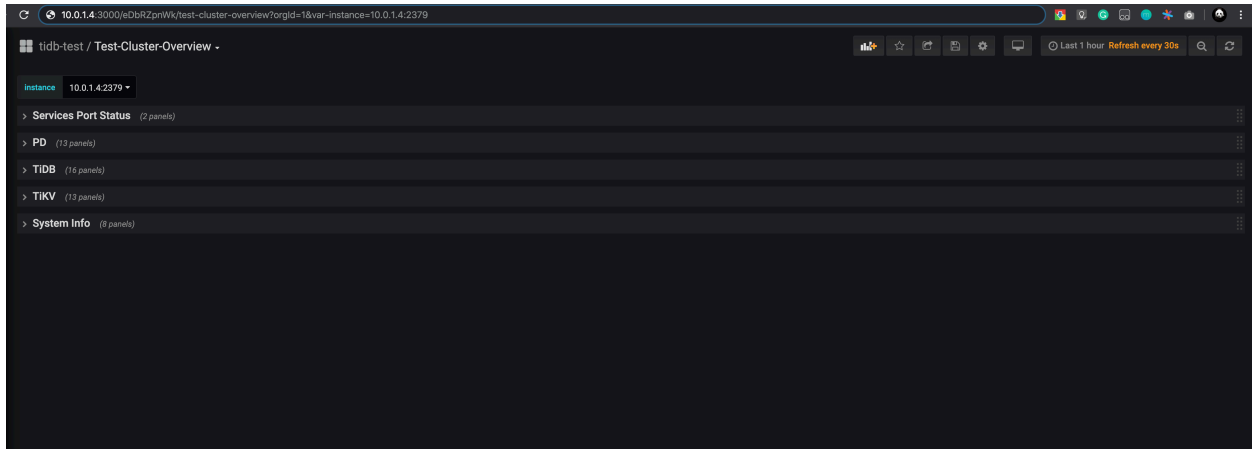 10.0.1.4:3000/eDbRZpnWk/test-cluster-overview?orgId=1&var-instance=10.0.1.4:2379
tidb-test / Test-Cluster-Overview
Last 1 hour Refresh every 30s
instance 10.0.1.4:2379
Services Port Status (2 panels)
PD (13 panels)
TiDB (16 panels)
TiKV (13 panels)
System Info (8 panels)